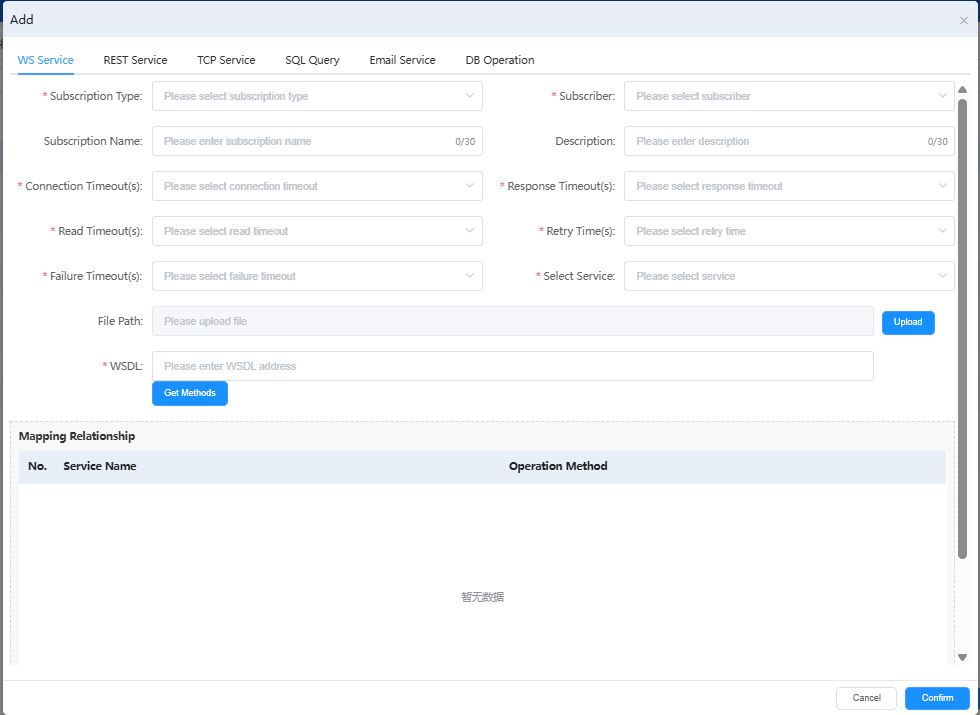 Add
WS Service REST Service TCP Service SQL Query Email Service DB Operation
* Subscription Type: Please select subscription type * Subscriber: Please select subscriber
Subscription Name: Please enter subscription name 0/30 Description: Please enter description 0/30
* Connection Timeout(s): Please select connection timeout * Response Timeout(s): Please select response timeout
* Read Timeout(s): Please select read timeout * Retry Time(s): Please select retry time
* Failure Timeout(s): Please select failure timeout * Select Service: Please select service
File Path: Please upload file Upload
* WSDL: Please enter WSDL address
Get Methods
Mapping Relationship
No. Service Name Operation Method
暂无数据
Cancel Confirm